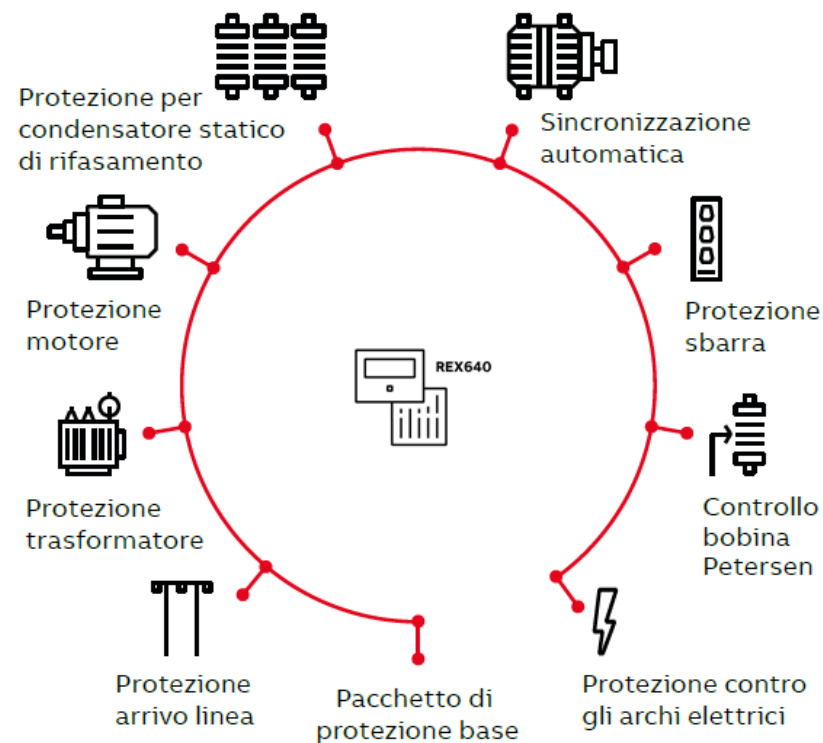 Protezione per
condensatore statico
di rifasamento
Sincronizzazione
automatica
Protezione
motore
Protezione
sbarra
REX640
Protezione
trasformatore
Controllo
bobina
Petersen
Protezione
arrivo linea
Pacchetto di
protezione base
Protezione contro
gli archi elettrici